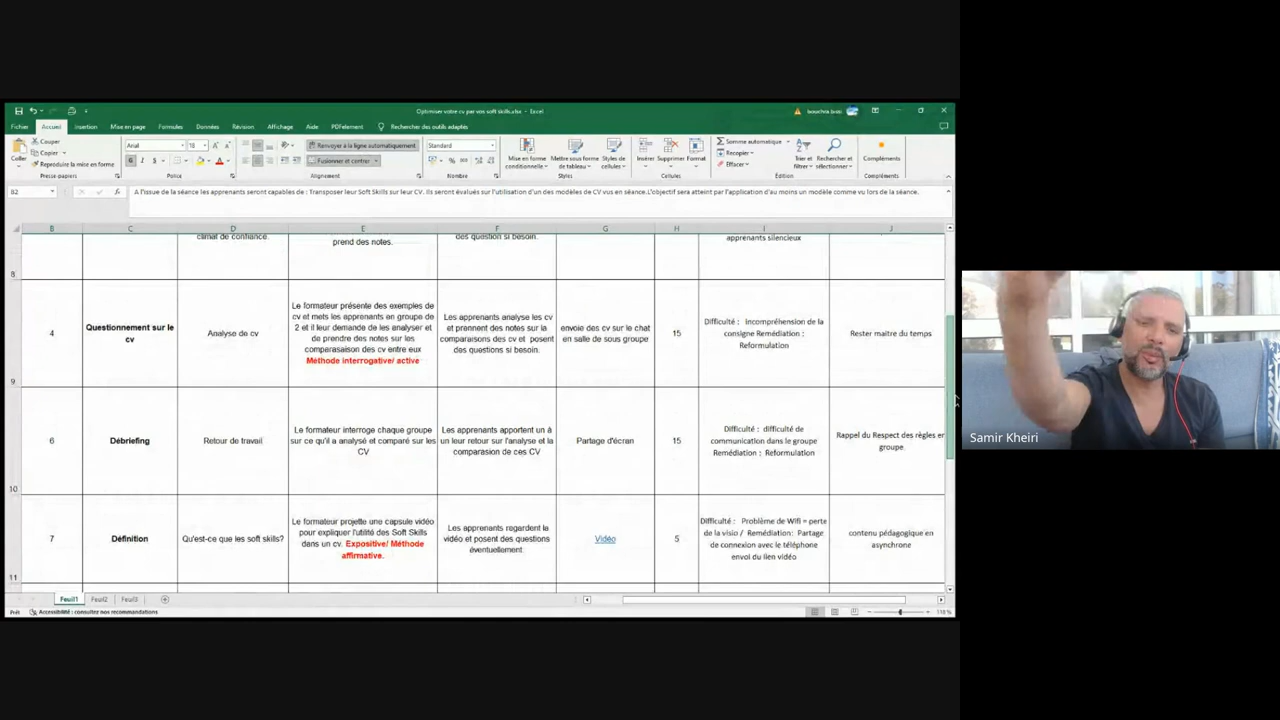 Optimiser votre cv par vos soft skills.xlsx - Excel
Fichier Accueil Insertion Mise en page Formules Données Révision Affichage Aide PDFelement Rechercher des outils adaptés
Coller
Couper
Copier
Reproduire la mise en forme
Presse papiers
Arial
18
Police
Renvoyer à la ligne automatiquement
Fusionner et centrer
Alignement
Standard
Nombre
Mise en forme conditionnelle
Mettre sous forme de tableau
Styles de cellules
Styles
Insérer Supprimer Format
Cellules
Somme automatique
Recopier
Effacer
Trier et filtrer
Rechercher et sélectionner
Édition
Compléments
Compléments
B2
A l'issue de la séance les apprenants seront capables de : Transposer leur Soft Skills sur leur CV. Ils seront évalués sur l'utilisation d'un des modèles de CV vus en séance.L'objectif sera atteint par l'application d'au moins un modèle comme vu lors de la séance.
B C D E F G H I J
climat de confiance.
prend des notes.
des question si besoin.
apprenants silencieux
8
4
Questionnement sur le
cv
Analyse de cv
Le formateur présente des exemples de
cv et mets les apprenants en groupe de
2 et il leur demande de les analyser et
de prendre des notes sur les
comparasaison des cv entre eux
Méthode interrogative/ active
Les apprenants analyse les cv
et prennent des notes sur la
comparaisons des cv et posent
des questions si besoin.
envoie des cv sur le chat
en salle de sous groupe
15
Difficulté : incompréhension de la
consigne Remédiation :
Reformulation
Rester maitre du temps
9
6
Débriefing
Retour de travail
Le formateur interroge chaque groupe
sur ce qu'il a analysé et comparé sur les
CV
Les apprenants apportent un à
un leur retour sur l'analyse et la
comparasion de ces CV
Partage d'écran
15
Difficulté : difficulté de
communication dans le groupe
Remédiation : Reformulation
Rappel du Respect des règles en
groupe.
10
7
Définition
Qu'est-ce que les soft skills?
Le formateur projette une capsule vidéo
pour expliquer l'utilité des Soft Skills
dans un cv. Expositive/ Méthode
affirmative.
Les apprenants regardent la
vidéo et posent des questions
éventuellement
Vidéo
5
Difficulté : Problème de Wifi = perte
de la visio / Remédiation: Partage
de connexion avec le téléphone
envoi du lien vidéo
contenu pédagogique en
asynchrone
11
Feuil1 Feuil2 Feuil3
Prêt Accessibilité : consultez nos recommandations
118 %
Samir Kheiri